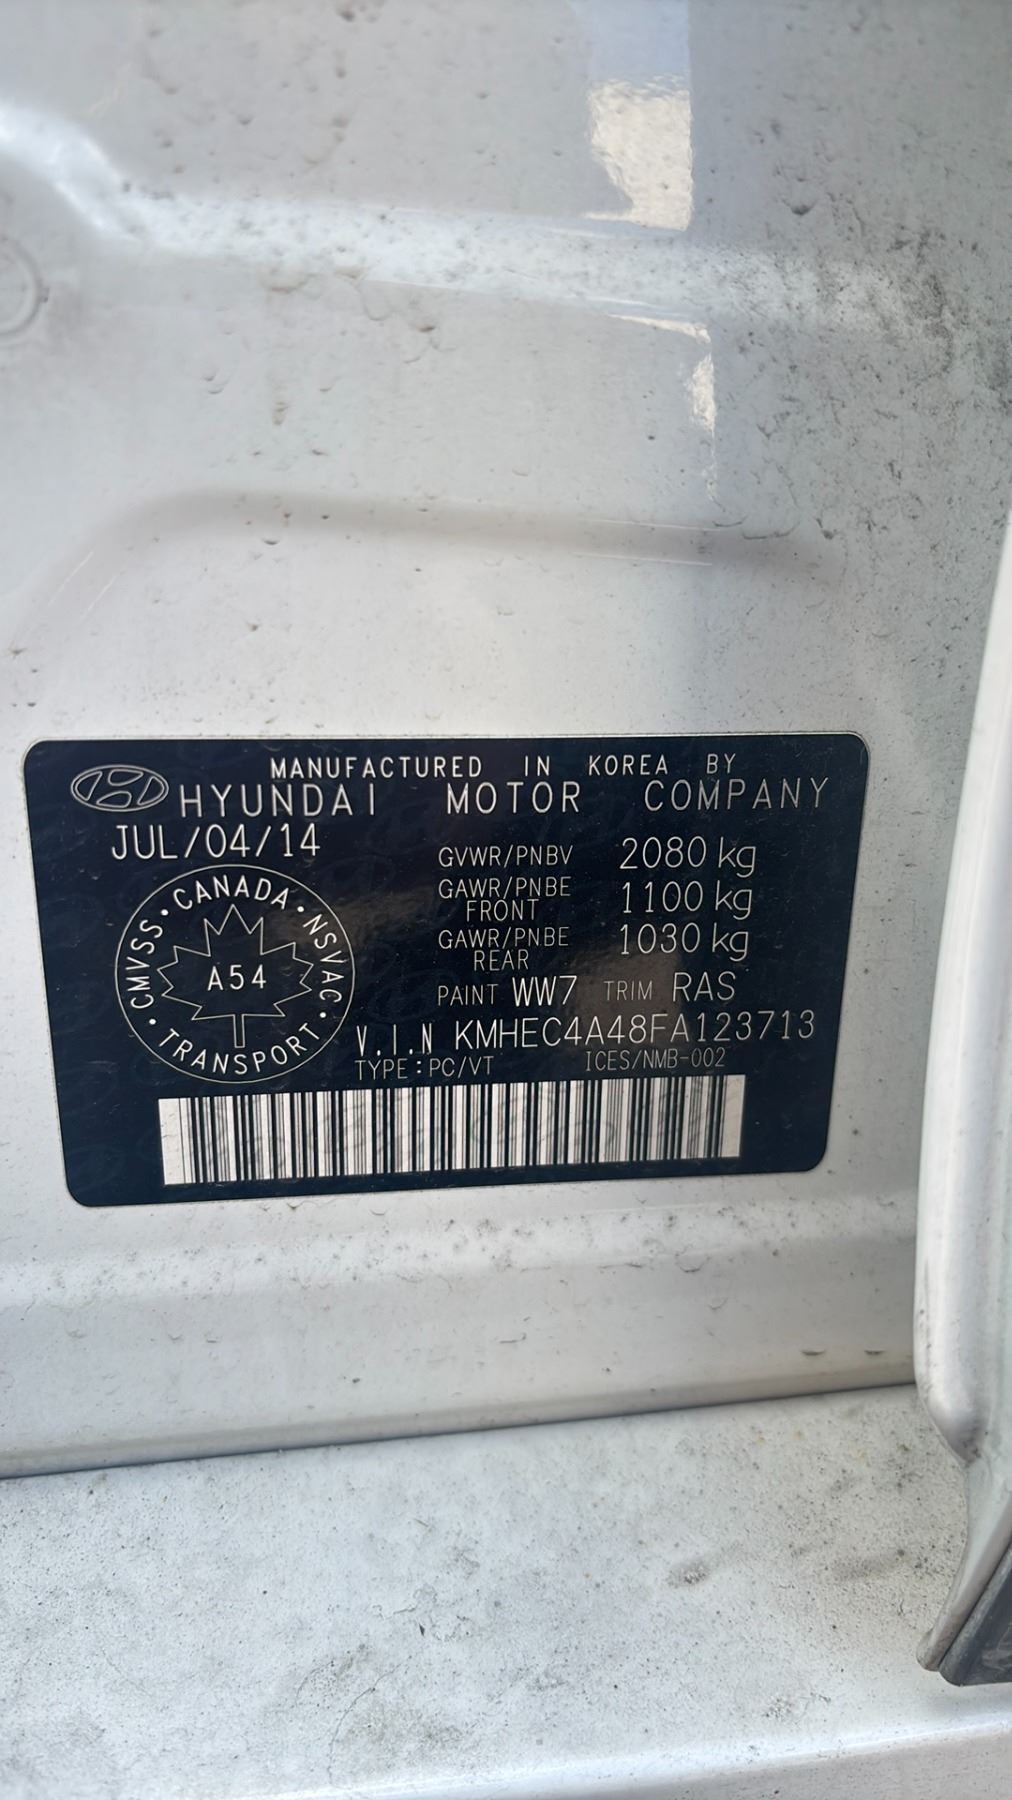 MANUFACTURED IN KOREA BY
HYUNDAI MOTOR COMPANY
JUL/04/14
GVWR/PNBV 2080 kg
GAWR/PNBE FRONT 1100 kg
GAWR/PNBE REAR 1030 kg
CANADA
CMVSS · NSVAC
A54
TRANSPORT
PAINT WW7 TRIM RAS
V.I.N KMHEC4A48FA123713
TYPE:PC/VT ICES/NMB-002